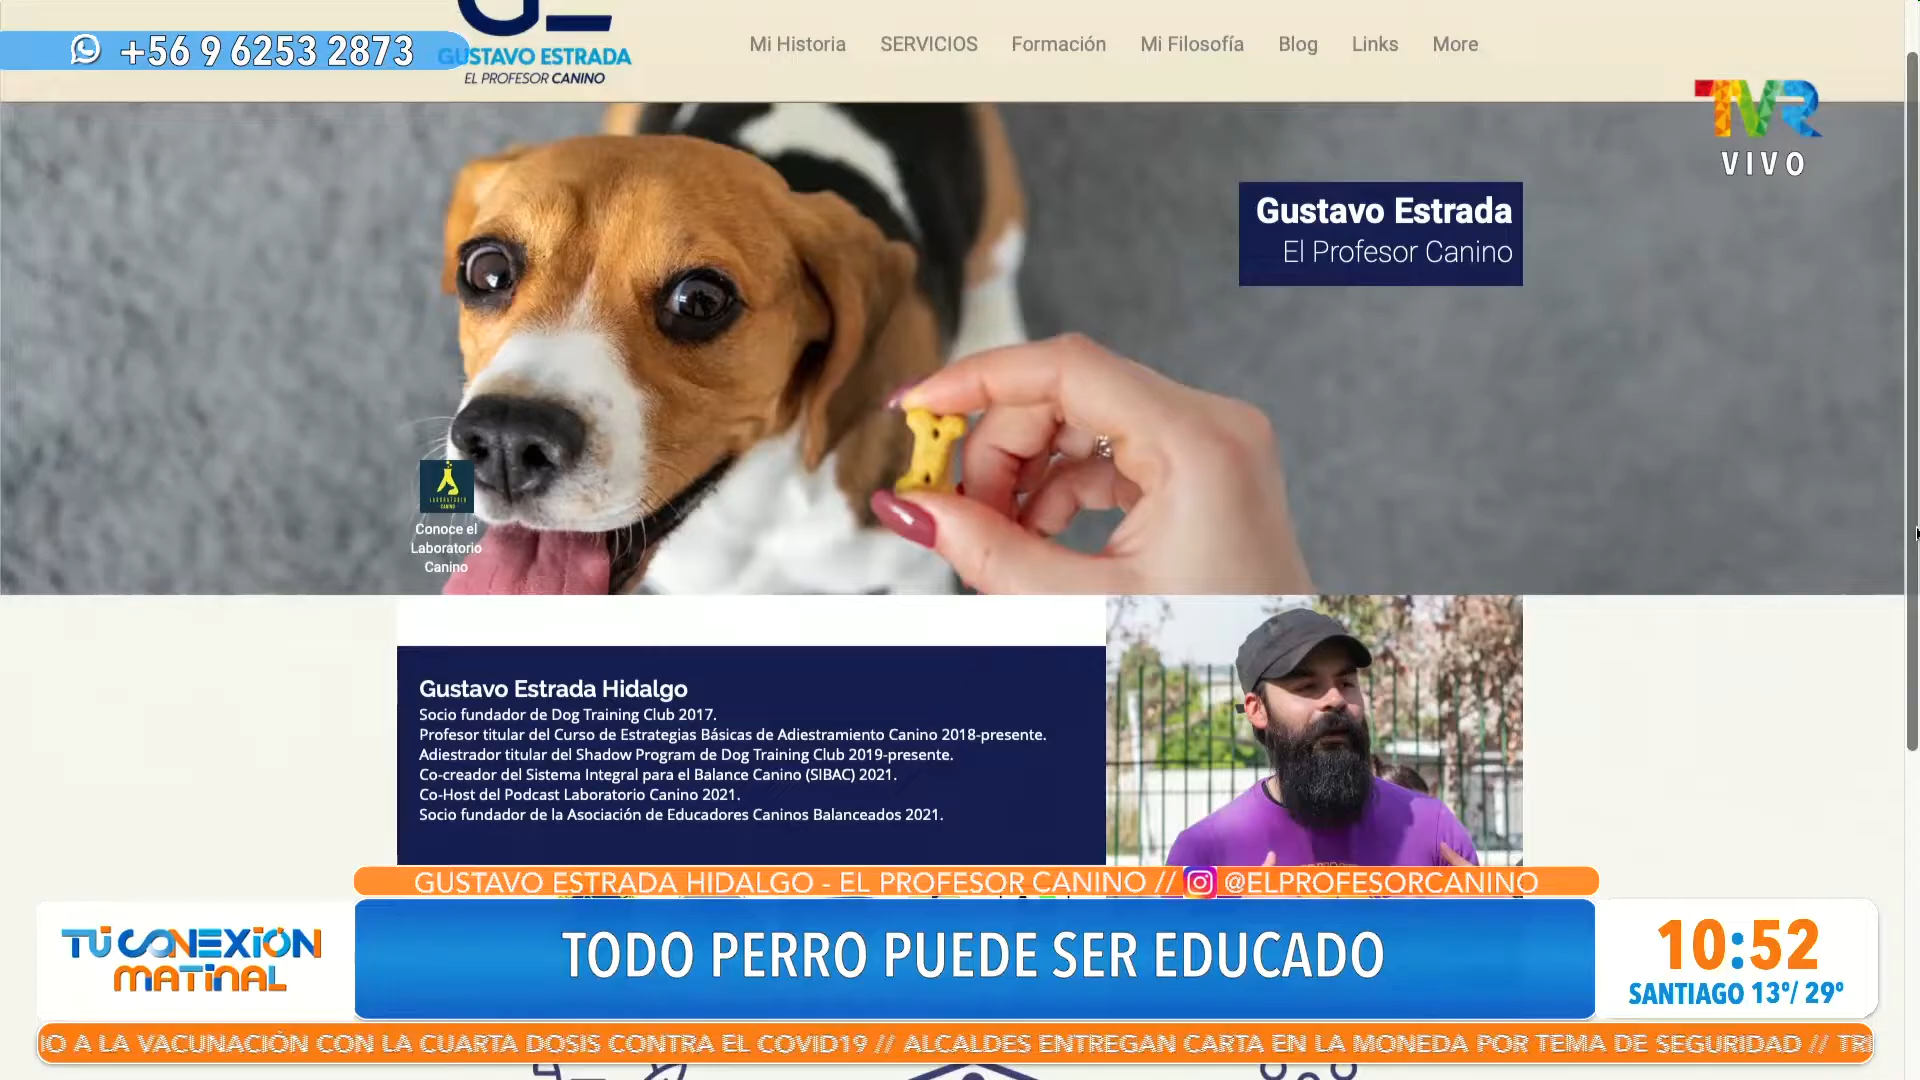 +56 9 6253 2873
GUSTAVO ESTRADA
EL PROFESOR CANINO
Mi Historia SERVICIOS Formación Mi Filosofía Blog Links More
TVR
VIVO
Gustavo Estrada
El Profesor Canino
LABORATORIO
CANINO
Conoce el
Laboratorio
Canino
Gustavo Estrada Hidalgo
Socio fundador de Dog Training Club 2017.
Profesor titular del Curso de Estrategias Básicas de Adiestramiento Canino 2018-presente.
Adiestrador titular del Shadow Program de Dog Training Club 2019-presente.
Co-creador del Sistema Integral para el Balance Canino (SIBAC) 2021.
Co-Host del Podcast Laboratorio Canino 2021.
Socio fundador de la Asociación de Educadores Caninos Balanceados 2021.
GUSTAVO ESTRADA HIDALGO - EL PROFESOR CANINO // @ELPROFESORCANINO
TÚ CONEXIÓN
MATINAL
TODO PERRO PUEDE SER EDUCADO
10:52
SANTIAGO 13º/ 29º
IO A LA VACUNACIÓN CON LA CUARTA DOSIS CONTRA EL COVID19 // ALCALDES ENTREGAN CARTA EN LA MONEDA POR TEMA DE SEGURIDAD //